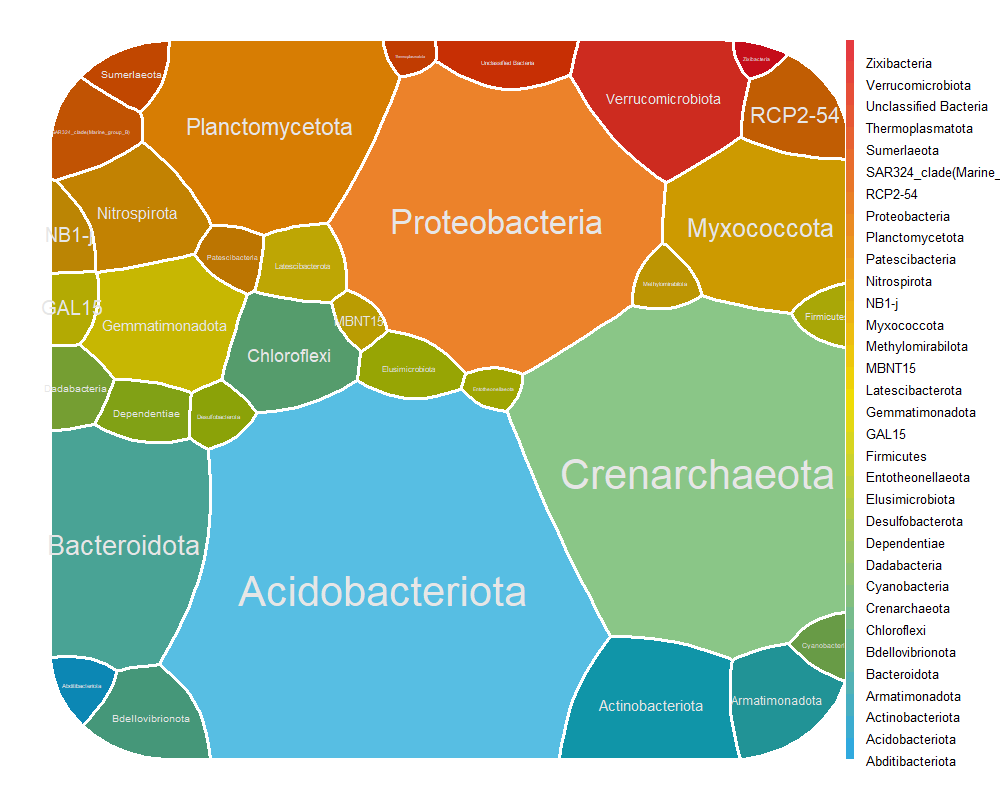 Sumerlaeota
Thermoplasmatota
Unclassified Bacteria
Zixibacteria
Verrucomicrobiota
RCP2-54
SAR324_clade(Marine_group_B)
Planctomycetota
Nitrospirota
Proteobacteria
Myxococcota
NB1-j
Patescibacteria
Latescibacterota
Methylomirabilota
GAL15
Gemmatimonadota
MBNT15
Firmicutes
Chloroflexi
Elusimicrobiota
Entotheonellaeota
Dadabacteria
Dependentiae
Desulfobacterota
Crenarchaeota
Bacteroidota
Acidobacteriota
Cyanobacteri
Abditibacteriota
Bdellovibrionota
Actinobacteriota
Armatimonadota
Zixibacteria
Verrucomicrobiota
Unclassified Bacteria
Thermoplasmatota
Sumerlaeota
SAR324_clade(Marine_
RCP2-54
Proteobacteria
Planctomycetota
Patescibacteria
Nitrospirota
NB1-j
Myxococcota
Methylomirabilota
MBNT15
Latescibacterota
Gemmatimonadota
GAL15
Firmicutes
Entotheonellaeota
Elusimicrobiota
Desulfobacterota
Dependentiae
Dadabacteria
Cyanobacteria
Crenarchaeota
Chloroflexi
Bdellovibrionota
Bacteroidota
Armatimonadota
Actinobacteriota
Acidobacteriota
Abditibacteriota